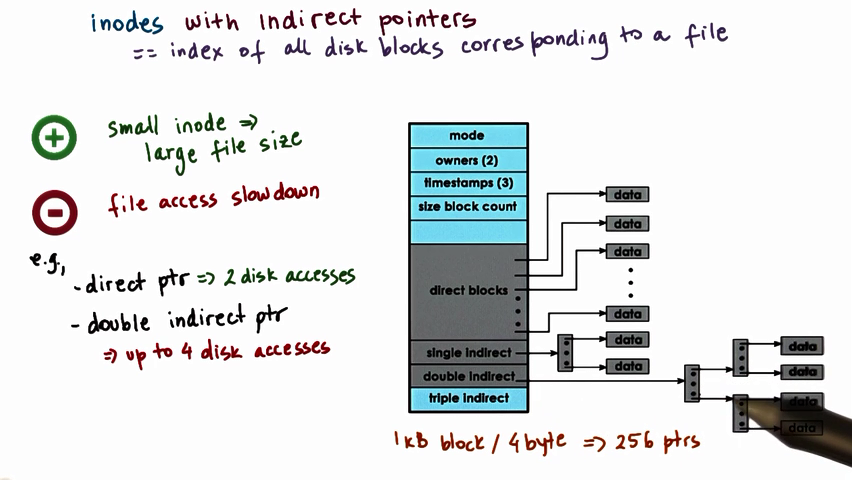 inodes with indirect pointers
== index of all disk blocks corresponding to a file
+
small inode ⇒
large file size
-
file access slowdown
e.g,
- direct ptr ⇒ 2 disk accesses
- double indirect ptr
⇒ up to 4 disk accesses
mode
owners (2)
timestamps (3)
size block count
direct blocks
single indirect
double indirect
triple indirect
data
data
data
data
data
data
data
data
data
data
1kB block / 4 byte ⇒ 256 ptrs